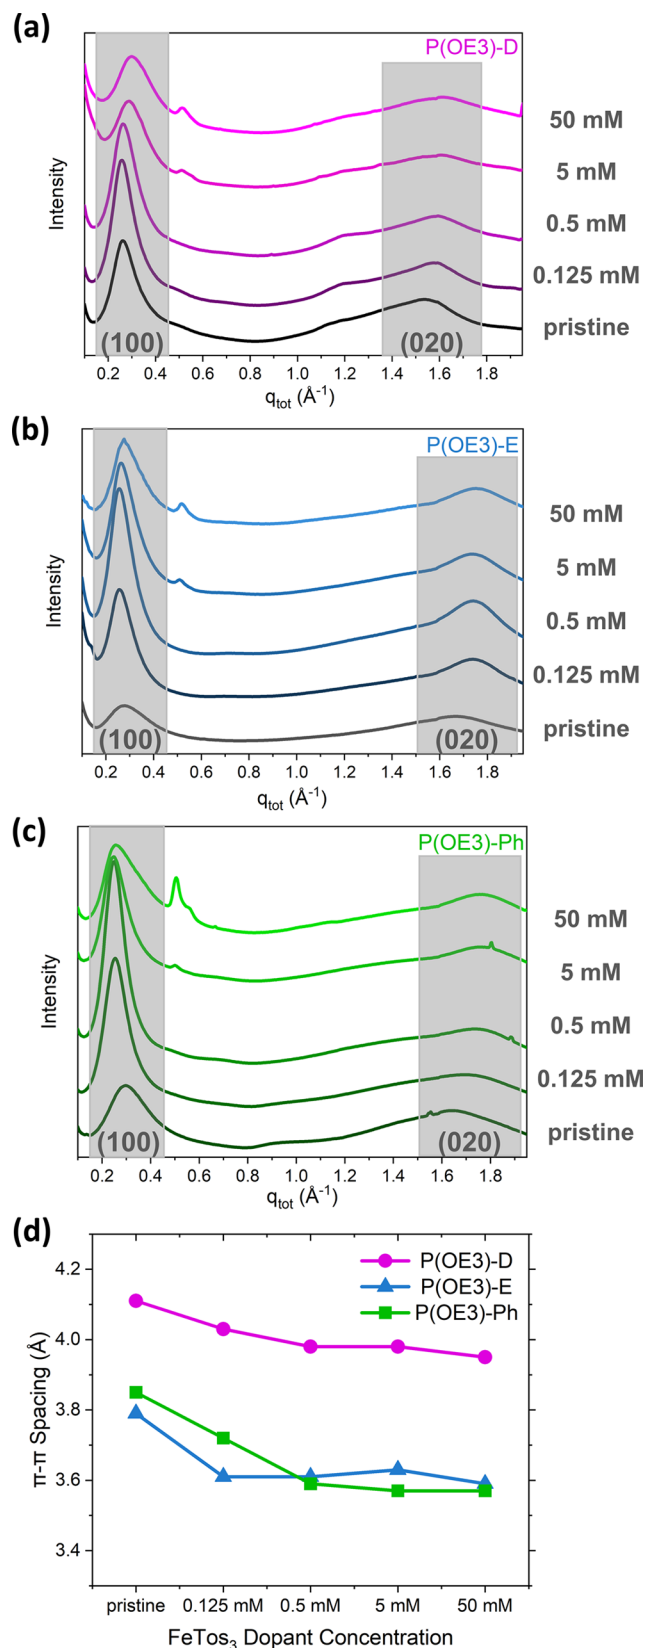 (a)
P(OE3)-D
50 mM
5 mM
0.5 mM
0.125 mM
pristine
Intensity
(100)
(020)
0.2 0.4 0.6 0.8 1.0 1.2 1.4 1.6 1.8
qtot (Å-1)
(b)
P(OE3)-E
50 mM
5 mM
0.5 mM
0.125 mM
pristine
Intensity
(100)
(020)
0.2 0.4 0.6 0.8 1.0 1.2 1.4 1.6 1.8
qtot (Å-1)
(c)
P(OE3)-Ph
50 mM
5 mM
0.5 mM
0.125 mM
pristine
Intensity
(100)
(020)
0.2 0.4 0.6 0.8 1.0 1.2 1.4 1.6 1.8
qtot (Å-1)
(d)
P(OE3)-D
P(OE3)-E
P(OE3)-Ph
4.2
4.0
3.8
3.6
3.4
π-π Spacing (Å)
pristine 0.125 mM 0.5 mM 5 mM 50 mM
FeTos3 Dopant Concentration